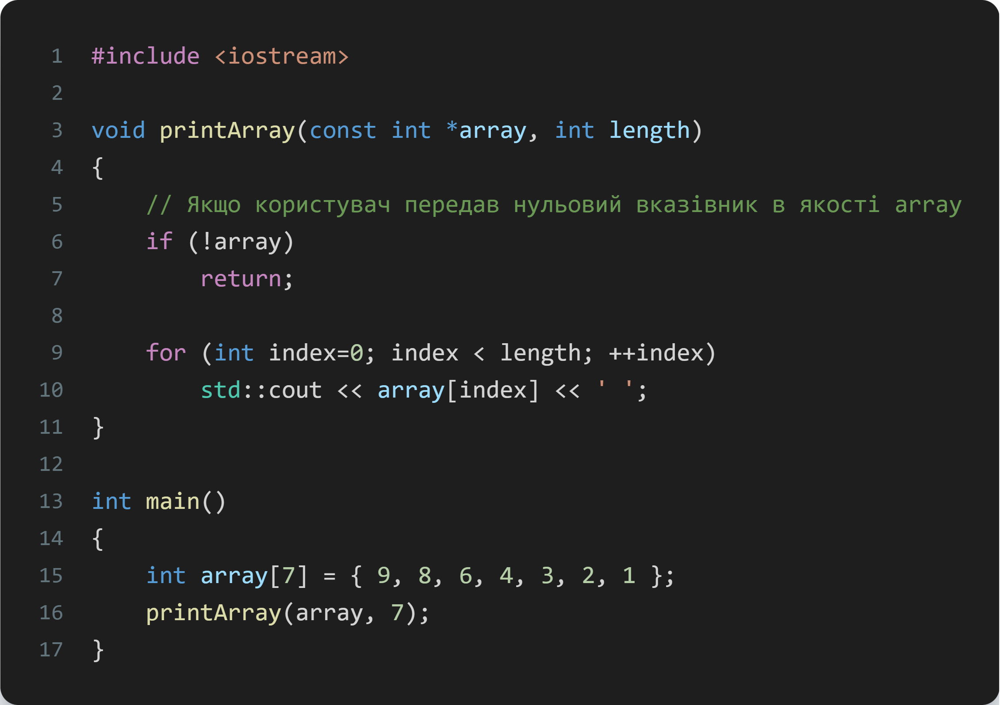 1 #include <iostream>
2
3 void printArray(const int *array, int length)
4 {
5     // Якщо користувач передав нульовий вказівник в якості array
6     if (!array)
7         return;
8
9     for (int index=0; index < length; ++index)
10         std::cout << array[index] << ' ';
11 }
12
13 int main()
14 {
15     int array[7] = { 9, 8, 6, 4, 3, 2, 1 };
16     printArray(array, 7);
17 }